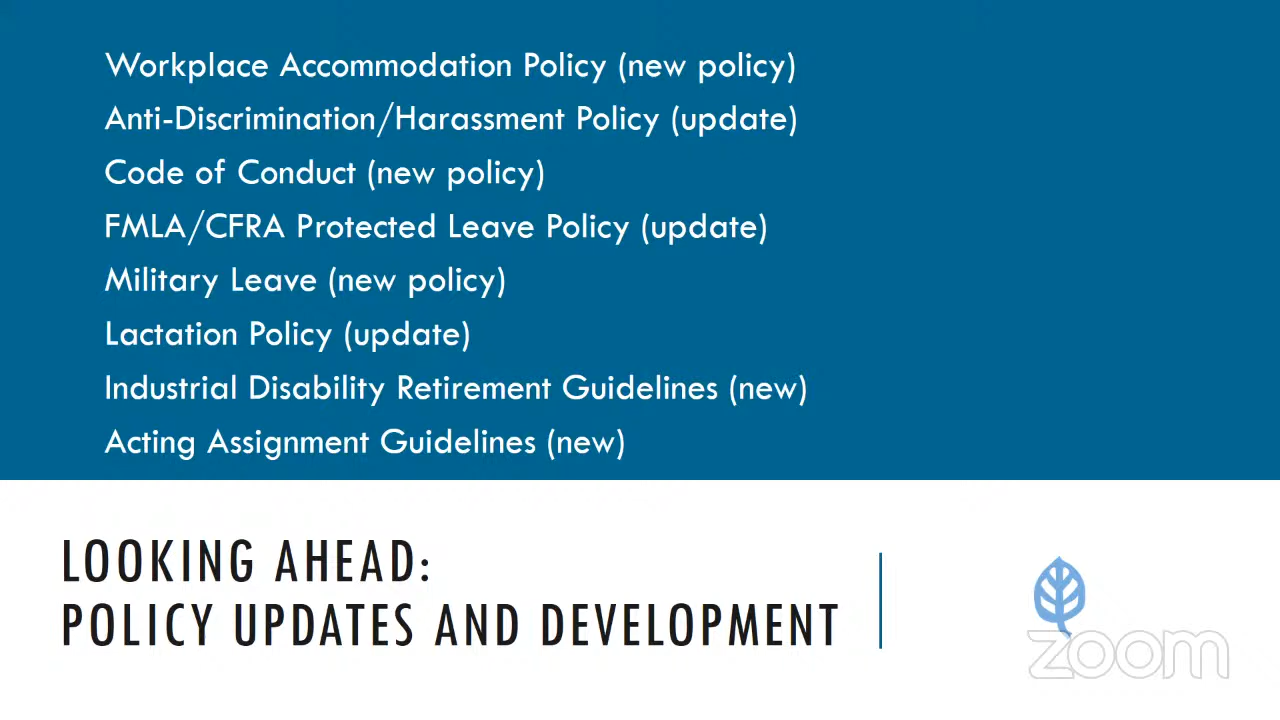 Workplace Accommodation Policy (new policy)
Anti-Discrimination/Harassment Policy (update)
Code of Conduct (new policy)
FMLA/CFRA Protected Leave Policy (update)
Military Leave (new policy)
Lactation Policy (update)
Industrial Disability Retirement Guidelines (new)
Acting Assignment Guidelines (new)
LOOKING AHEAD:
POLICY UPDATES AND DEVELOPMENT
zoom